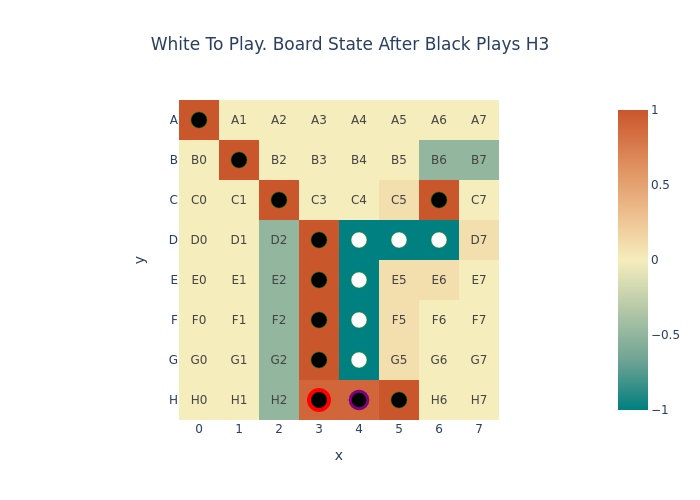 White To Play. Board State After Black Plays H3
A A1 A2 A3 A4 A5 A6 A7
B B0 B2 B3 B4 B5 B6 B7
C C0 C1 C3 C4 C5 C7
D D0 D1 D2 D7
E E0 E1 E2 E5 E6 E7
F F0 F1 F2 F5 F6 F7
G G0 G1 G2 G5 G6 G7
H H0 H1 H2 H6 H7
0 1 2 3 4 5 6 7
x
y
1
0.5
0
−0.5
−1